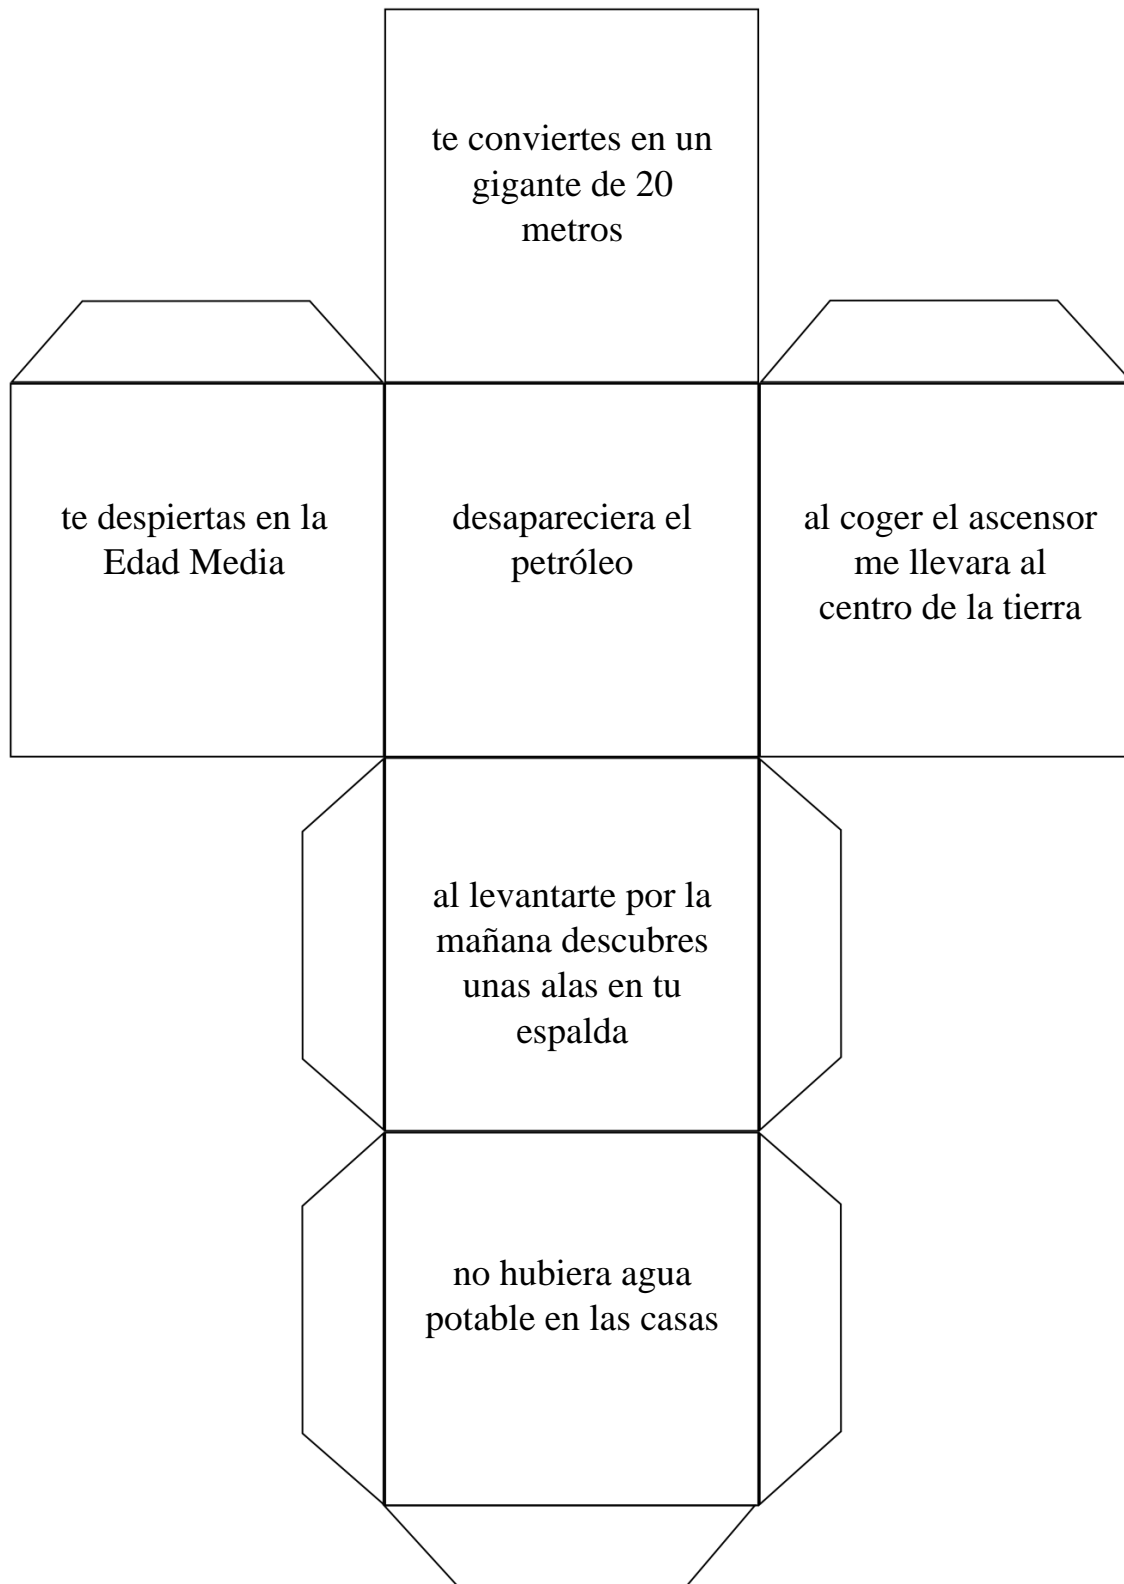 te conviertes en un
gigante de 20
metros
te despiertas en la
Edad Media
desapareciera el
petróleo
al coger el ascensor
me llevara al
centro de la tierra
al levantarte por la
mañana descubres
unas alas en tu
espalda
no hubiera agua
potable en las casas